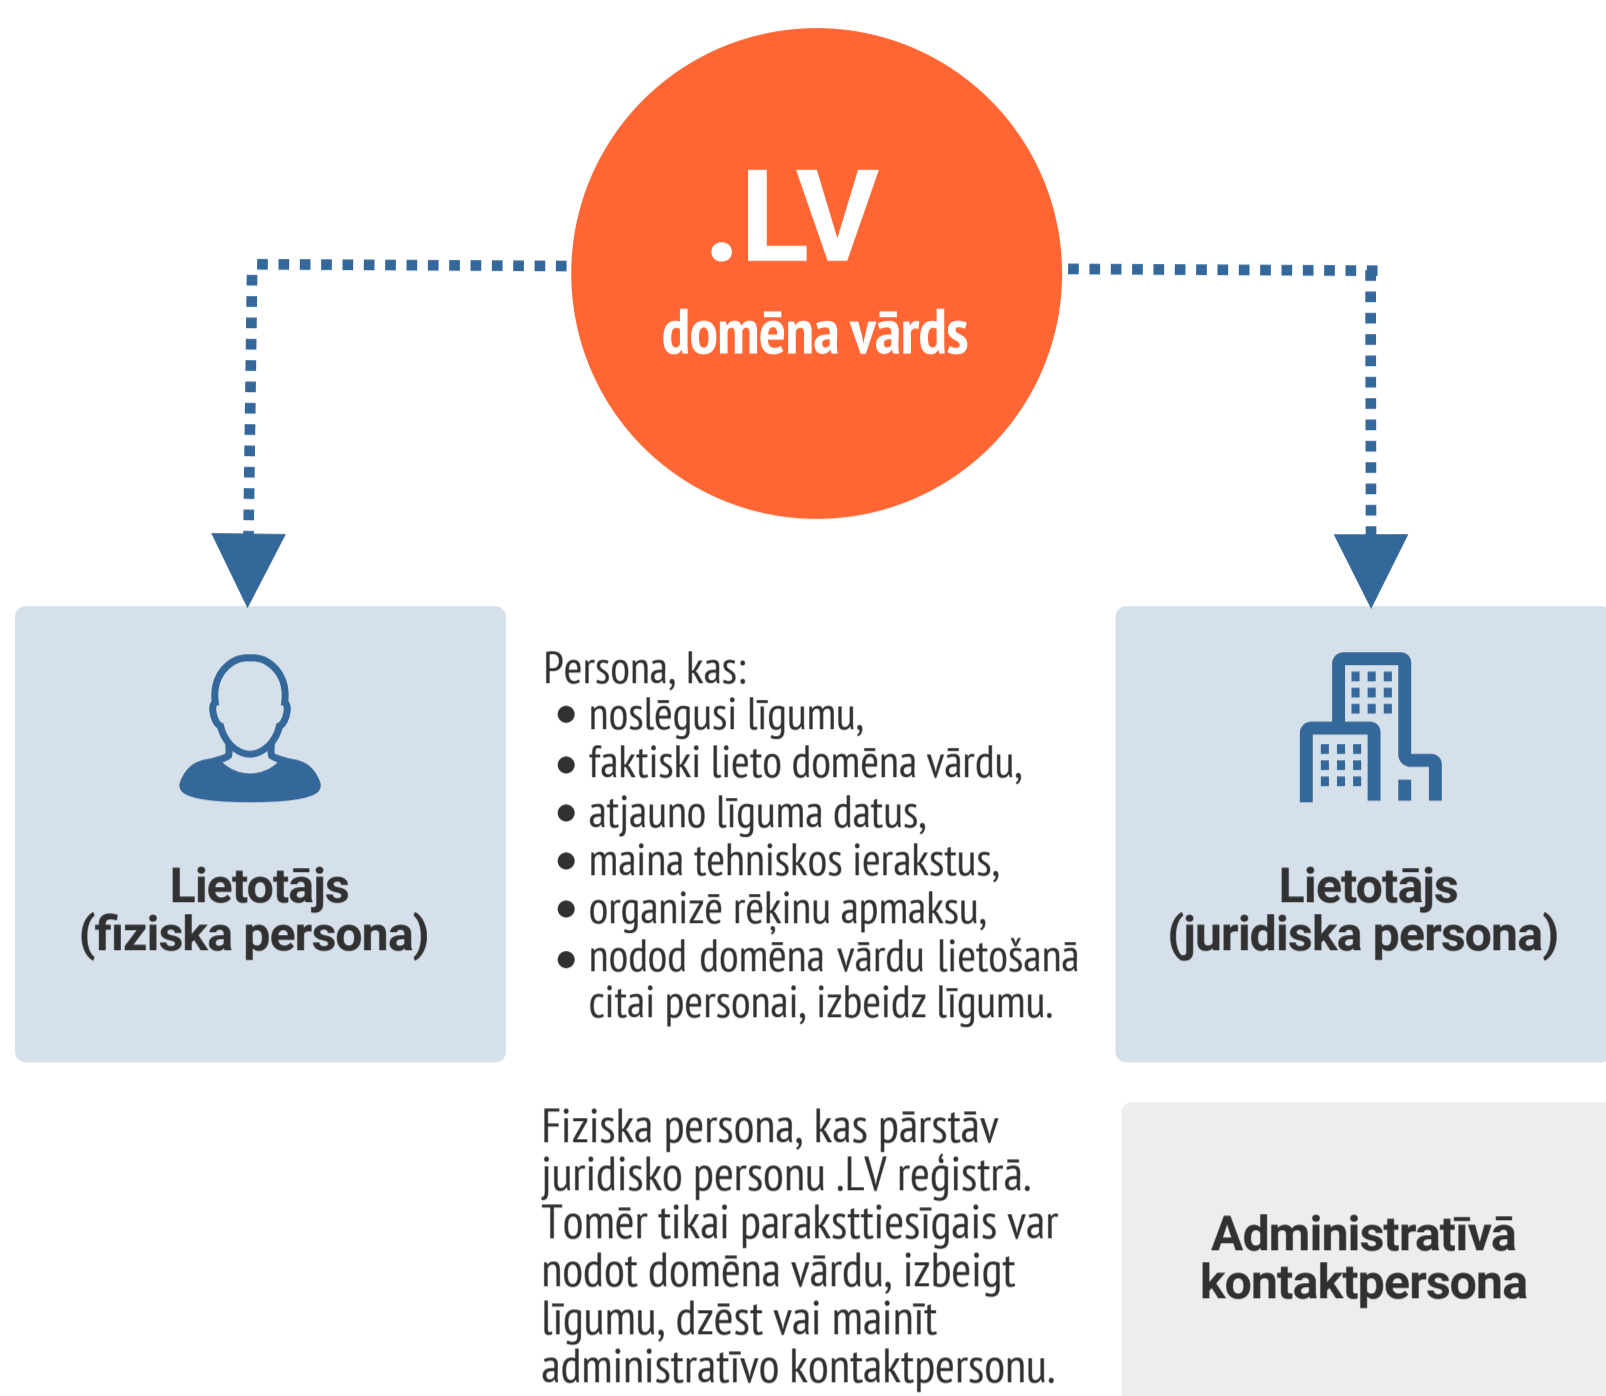 .LV
domēna vārds
Lietotājs
(fiziska persona)
Persona, kas:
• noslēgusi līgumu,
• faktiski lieto domēna vārdu,
• atjauno līguma datus,
• maina tehniskos ierakstus,
• organizē rēķinu apmaksu,
• nodod domēna vārdu lietošanā
citai personai, izbeidz līgumu.
Lietotājs
(juridiska persona)
Fiziska persona, kas pārstāv
juridisko personu .LV reģistrā.
Tomēr tikai paraksttiesīgais var
nodot domēna vārdu, izbeigt
līgumu, dzēst vai mainīt
administratīvo kontaktpersonu.
Administratīvā
kontaktpersona